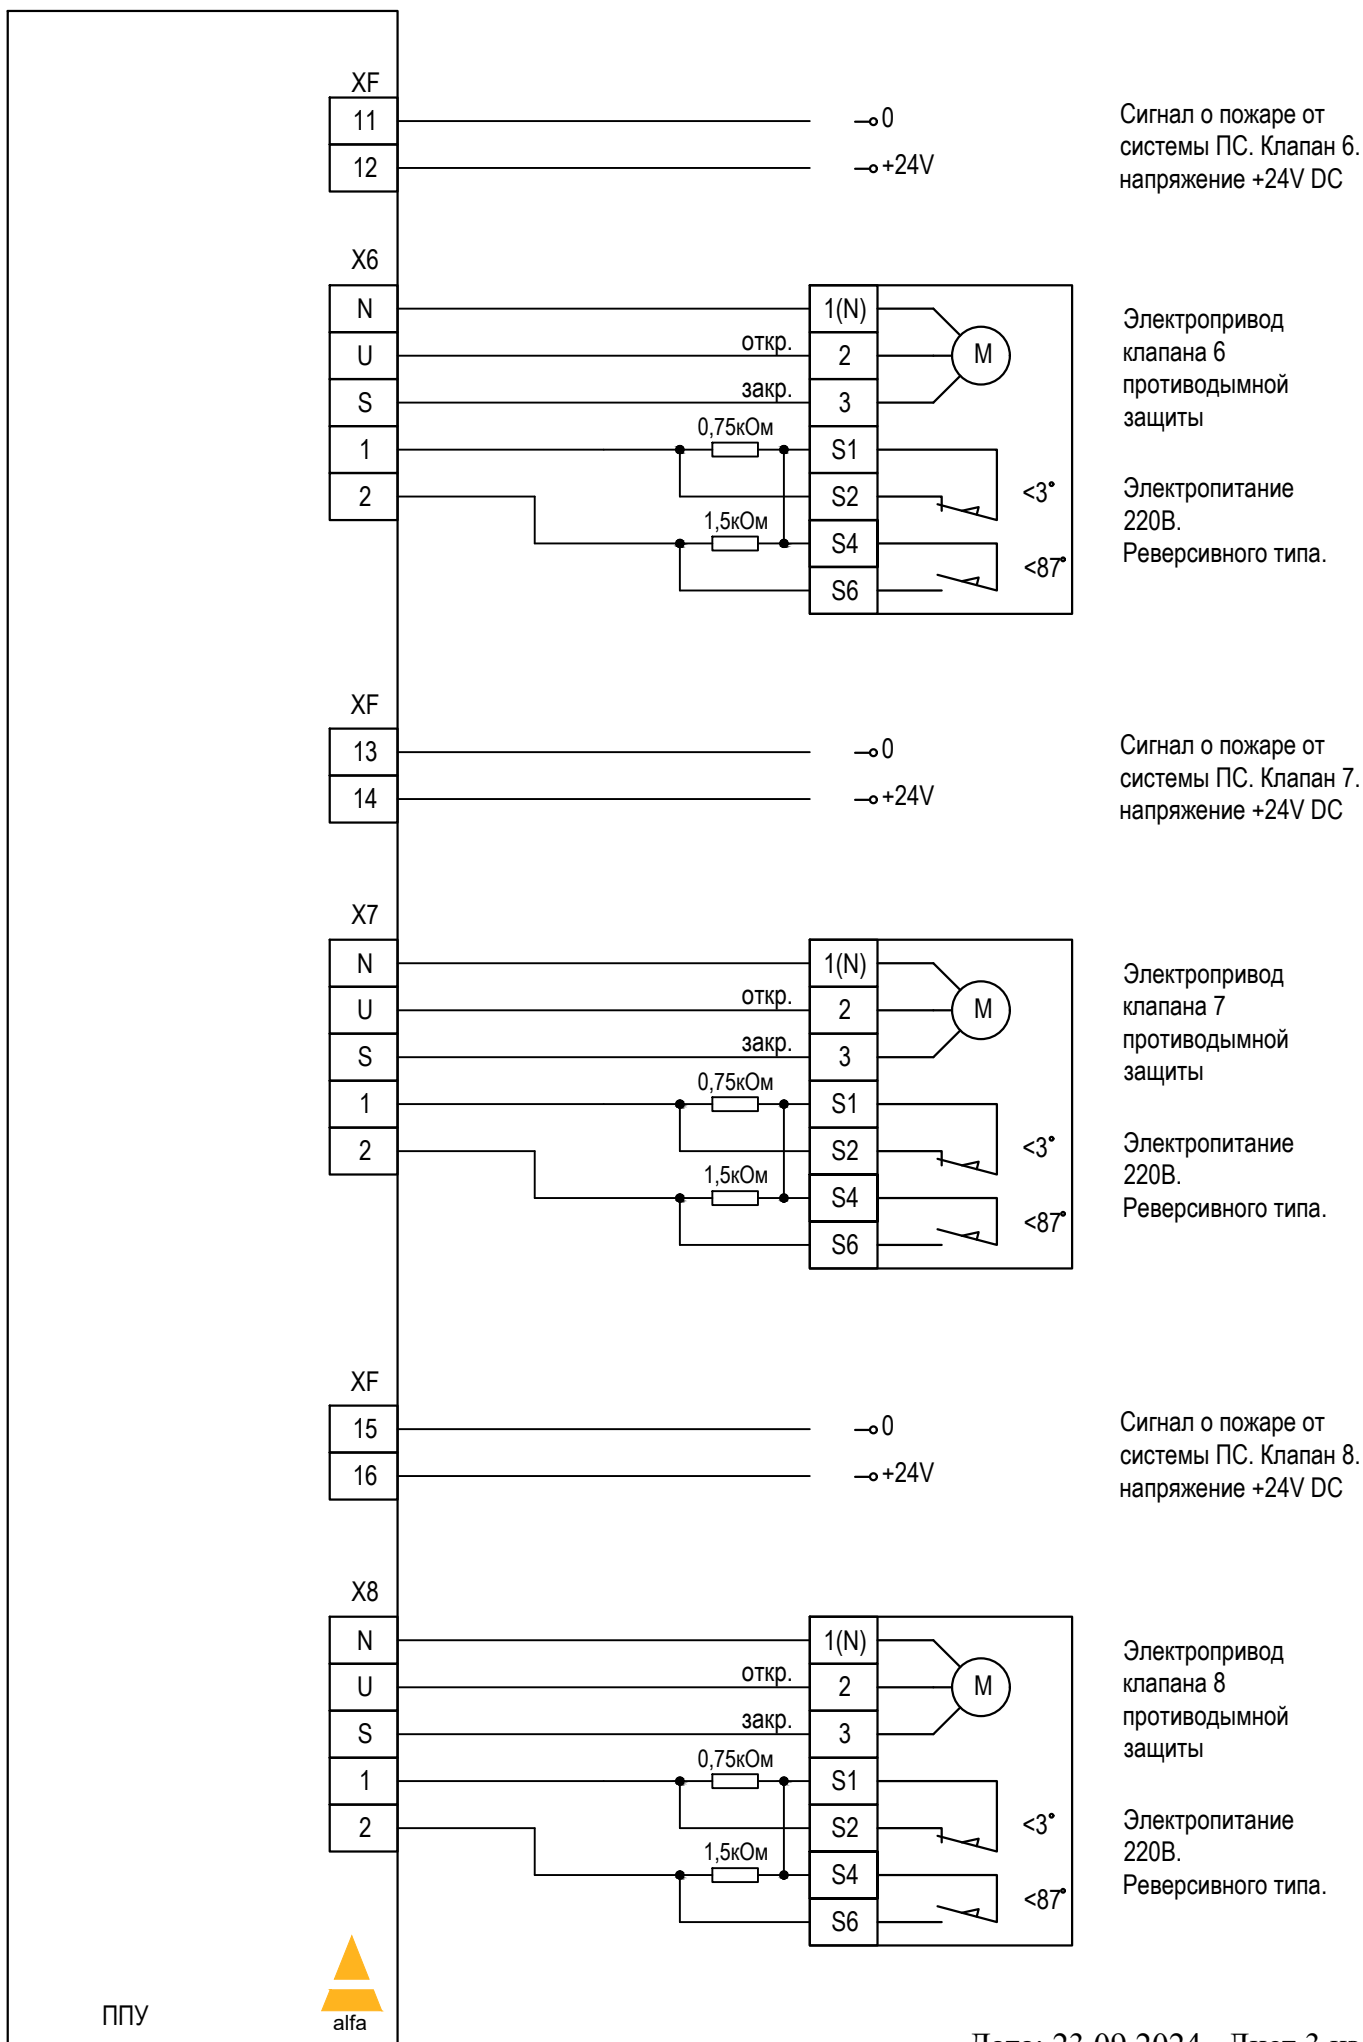 XF
11
12
0
+24V
Сигнал о пожаре от
системы ПС. Клапан 6.
напряжение +24V DC
X6
N
U
S
1
2
откр.
закр.
0,75кОм
1,5кОм
1(N)
2
3
S1
S2
S4
S6
M
<3°
<87°
Электропривод
клапана 6
противодымной
защиты
Электропитание
220В.
Реверсивного типа.
XF
13
14
0
+24V
Сигнал о пожаре от
системы ПС. Клапан 7.
напряжение +24V DC
X7
N
U
S
1
2
откр.
закр.
0,75кОм
1,5кОм
1(N)
2
3
S1
S2
S4
S6
M
<3°
<87°
Электропривод
клапана 7
противодымной
защиты
Электропитание
220В.
Реверсивного типа.
XF
15
16
0
+24V
Сигнал о пожаре от
системы ПС. Клапан 8.
напряжение +24V DC
X8
N
U
S
1
2
откр.
закр.
0,75кОм
1,5кОм
1(N)
2
3
S1
S2
S4
S6
M
<3°
<87°
Электропривод
клапана 8
противодымной
защиты
Электропитание
220В.
Реверсивного типа.
ППУ
alfa
Дата: 23.09.2024 Лист 3